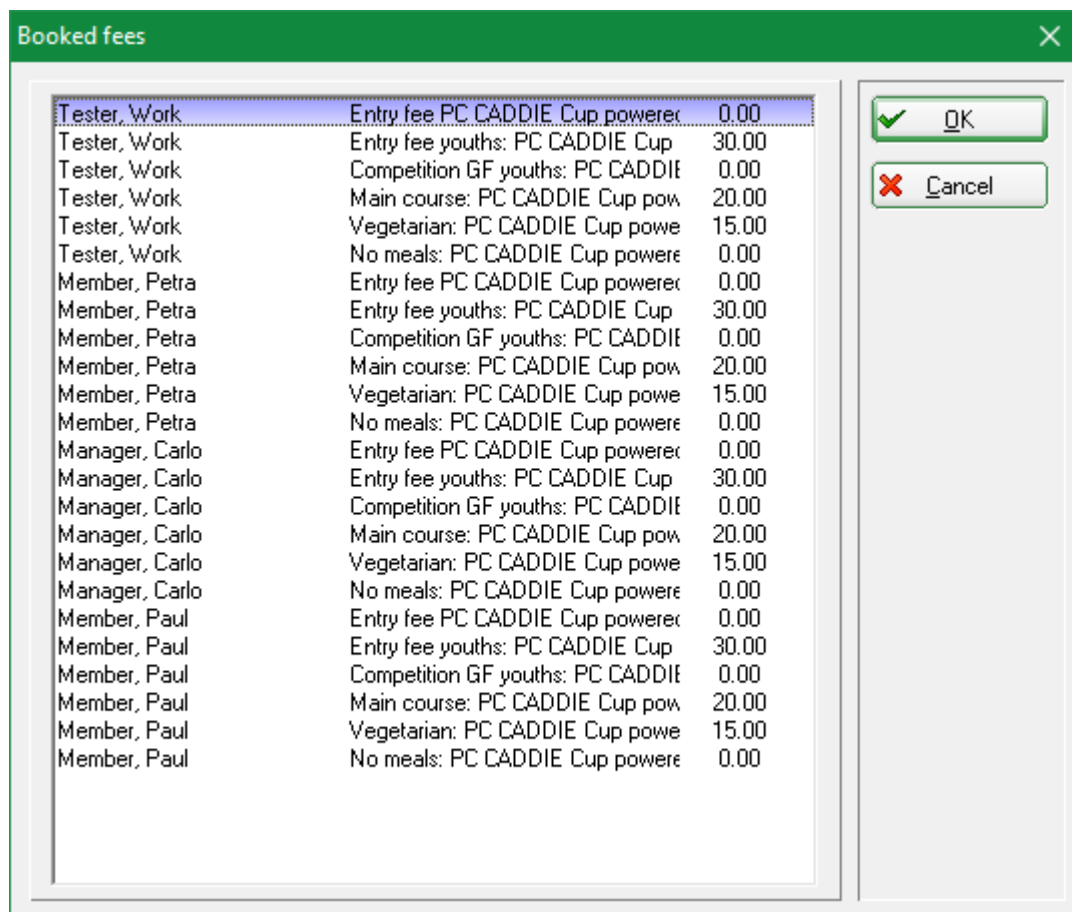 Booked fees
Tester, Work Entry fee PC CADDIE Cup powered 0.00
Tester, Work Entry fee youths: PC CADDIE Cup 30.00
Tester, Work Competition GF youths: PC CADDIE 0.00
Tester, Work Main course: PC CADDIE Cup pow 20.00
Tester, Work Vegetarian: PC CADDIE Cup powe 15.00
Tester, Work No meals: PC CADDIE Cup powere 0.00
Member, Petra Entry fee PC CADDIE Cup powered 0.00
Member, Petra Entry fee youths: PC CADDIE Cup 30.00
Member, Petra Competition GF youths: PC CADDIE 0.00
Member, Petra Main course: PC CADDIE Cup pow 20.00
Member, Petra Vegetarian: PC CADDIE Cup powe 15.00
Member, Petra No meals: PC CADDIE Cup powere 0.00
Manager, Carlo Entry fee PC CADDIE Cup powered 0.00
Manager, Carlo Entry fee youths: PC CADDIE Cup 30.00
Manager, Carlo Competition GF youths: PC CADDIE 0.00
Manager, Carlo Main course: PC CADDIE Cup pow 20.00
Manager, Carlo Vegetarian: PC CADDIE Cup powe 15.00
Manager, Carlo No meals: PC CADDIE Cup powere 0.00
Member, Paul Entry fee PC CADDIE Cup powered 0.00
Member, Paul Entry fee youths: PC CADDIE Cup 30.00
Member, Paul Competition GF youths: PC CADDIE 0.00
Member, Paul Main course: PC CADDIE Cup pow 20.00
Member, Paul Vegetarian: PC CADDIE Cup powe 15.00
Member, Paul No meals: PC CADDIE Cup powere 0.00
OK
Cancel